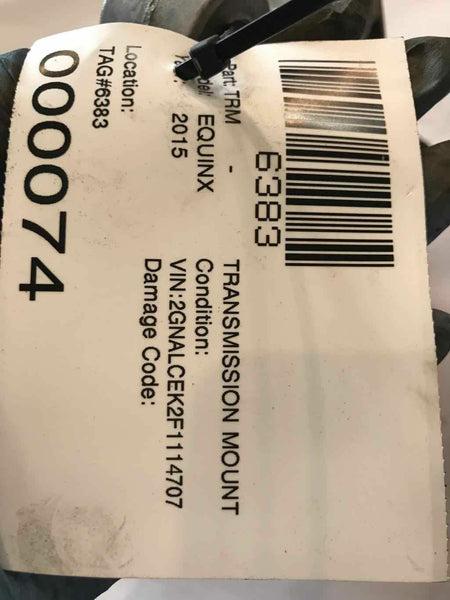 6383
Part: TRM - TRANSMISSION MOUNT
EQUINX Condition:
2015 VIN:2GNALCEK2F1114707
Damage Code:
Location:
TAG#6383
000074